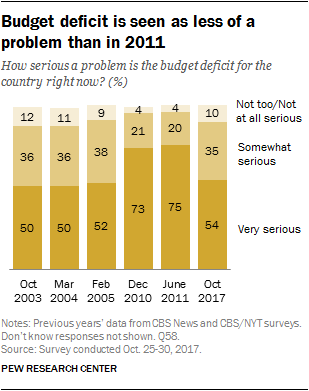 Budget deficit is seen as less of a
problem than in 2011
How serious a problem is the budget deficit for the
country right now? (%)
12 11 9 4 4 10 Not too/Not
at all serious
36 36 38 21 20 35 Somewhat
serious
50 50 52 73 75 54 Very serious
Oct Mar Feb Dec June Oct
2003 2004 2005 2010 2011 2017
Notes: Previous years' data from CBS News and CBS/NYT surveys.
Don't know responses not shown. Q58.
Source: Survey conducted Oct. 25-30, 2017.
PEW RESEARCH CENTER